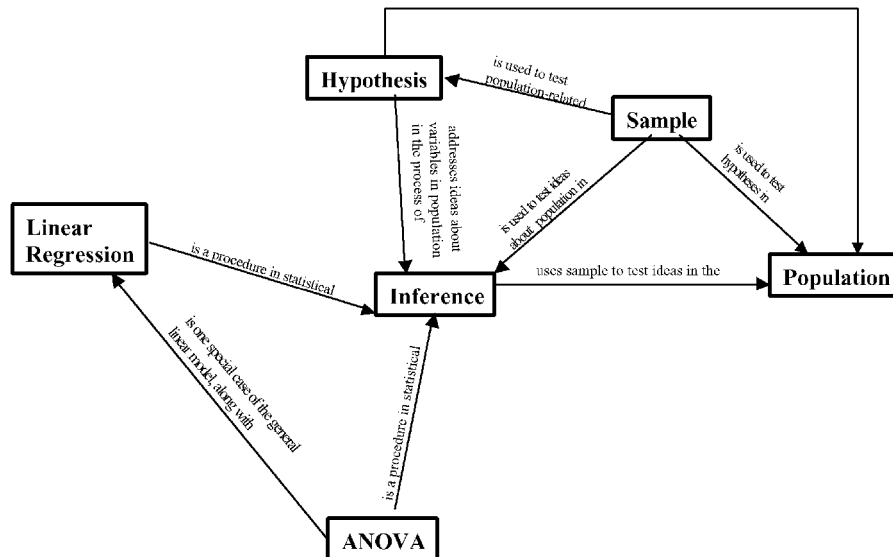 Hypothesis
is used to test
population-related
Sample
addresses ideas about
variables in population
in the process of
is used to test ideas
about population in
is used to test
hypotheses in
Linear
Regression
is a procedure in statistical
Inference
uses sample to test ideas in the
Population
is one special case of the general
linear model, along with
is a procedure in statistical
ANOVA